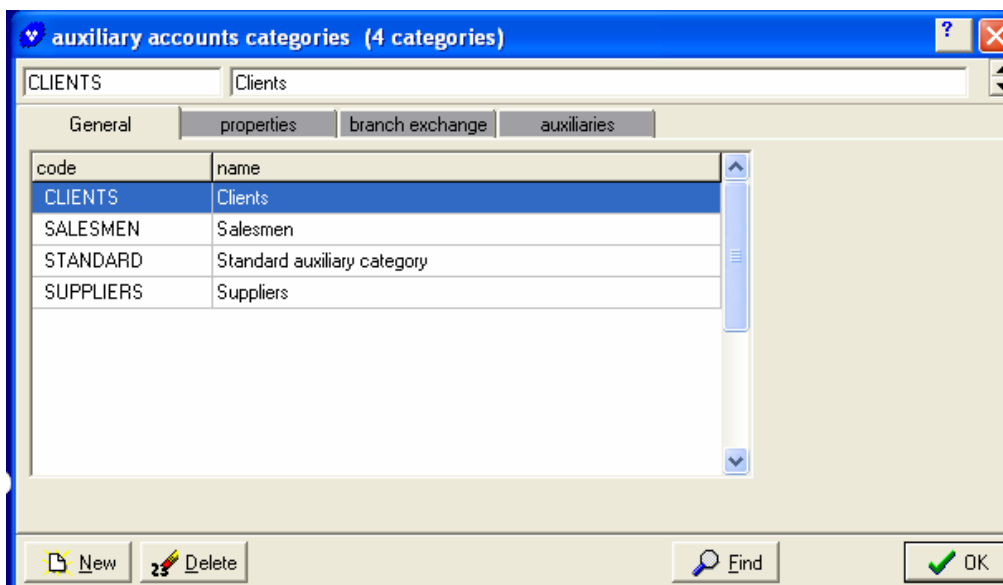 auxiliary accounts categories (4 categories) ?
CLIENTS Clients
General properties branch exchange auxiliaries
code name
CLIENTS Clients
SALESMEN Salesmen
STANDARD Standard auxiliary category
SUPPLIERS Suppliers
New Delete Find OK